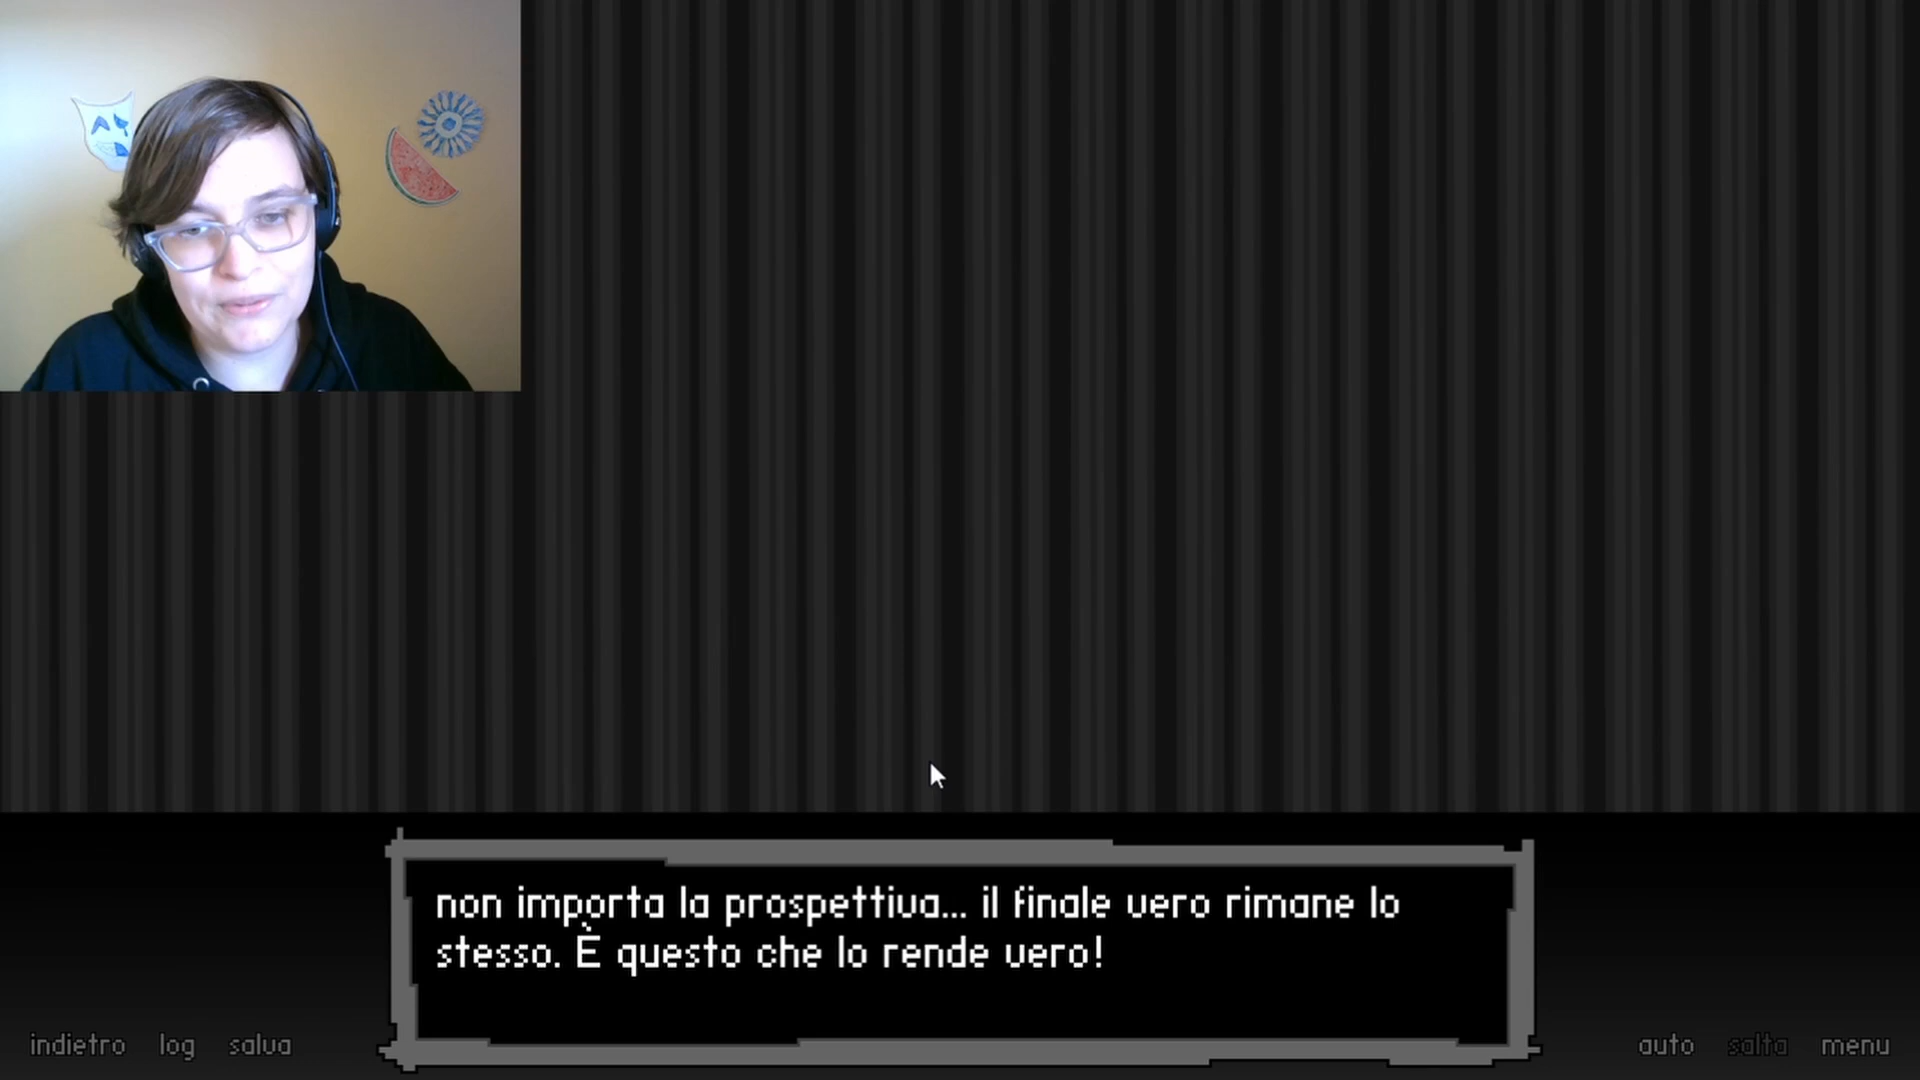 non importa la prospettiva... il finale vero rimane lo
stesso. È questo che lo rende vero!
indietro log salva
auto salta menu